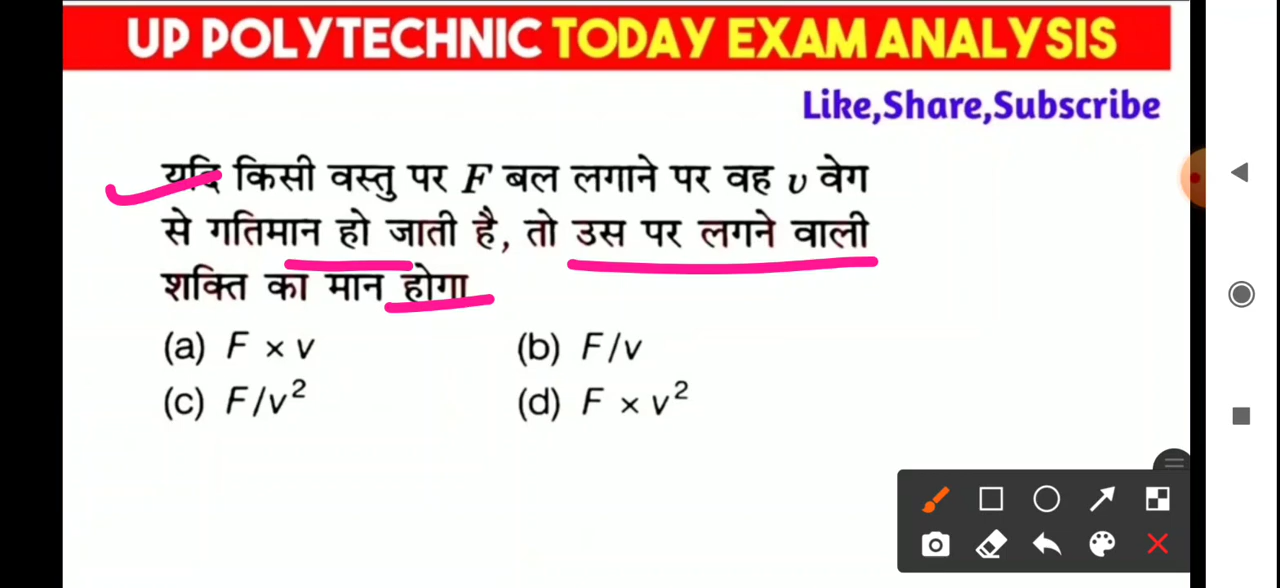 UP POLYTECHNIC TODAY EXAM ANALYSIS
Like,Share,Subscribe
यदि किसी वस्तु पर F बल लगाने पर वह v वेग
से गतिमान हो जाती है, तो उस पर लगने वाली
शक्ति का मान होगा
(a) F × v (b) F/v
(c) F/v² (d) F × v²